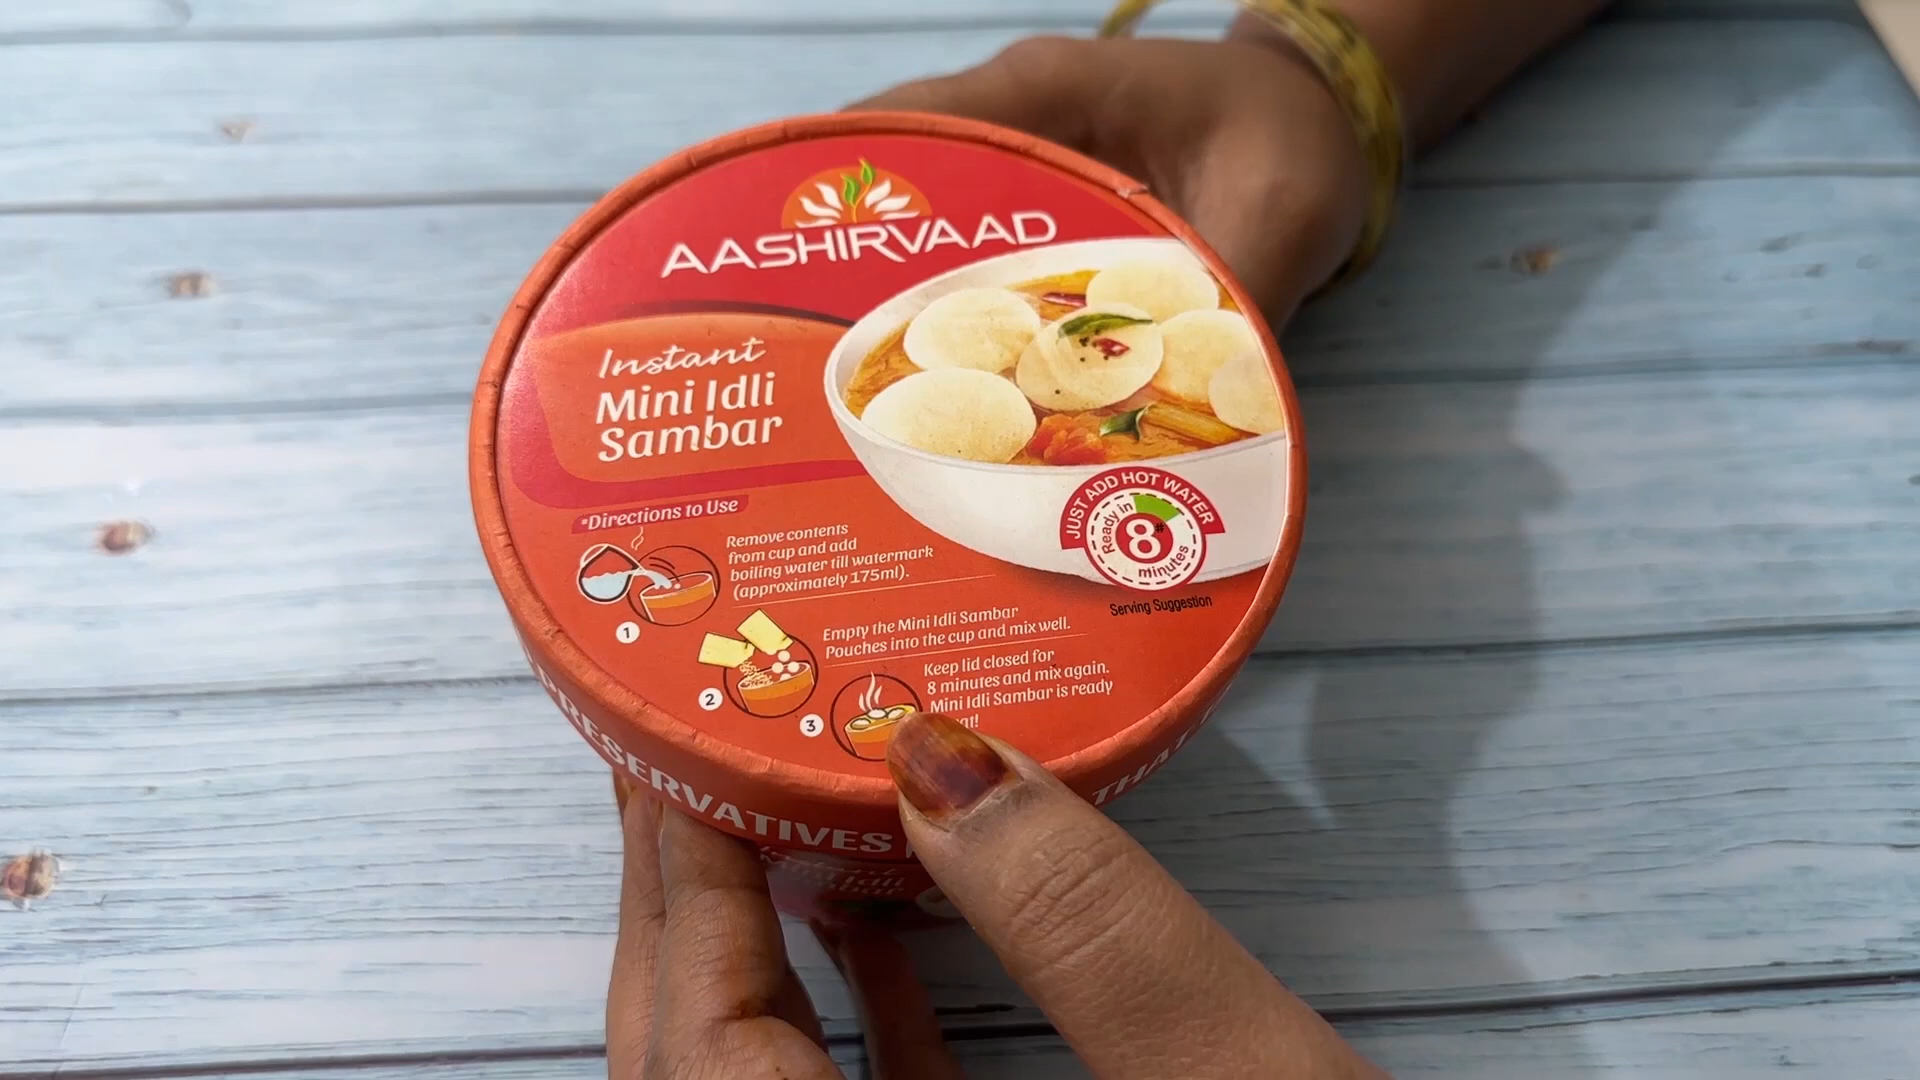 AASHIRVAAD
Instant
Mini Idli
Sambar
*Directions to Use
Remove contents
from cup and add
boiling water till watermark
(approximately 175ml).
1
Empty the Mini Idli Sambar
Pouches into the cup and mix well.
2
Keep lid closed for
8 minutes and mix again.
Mini Idli Sambar is ready
at!
3
JUST ADD HOT WATER
Ready in
8#
minutes
Serving Suggestion
PRESERVATIVES
THAT